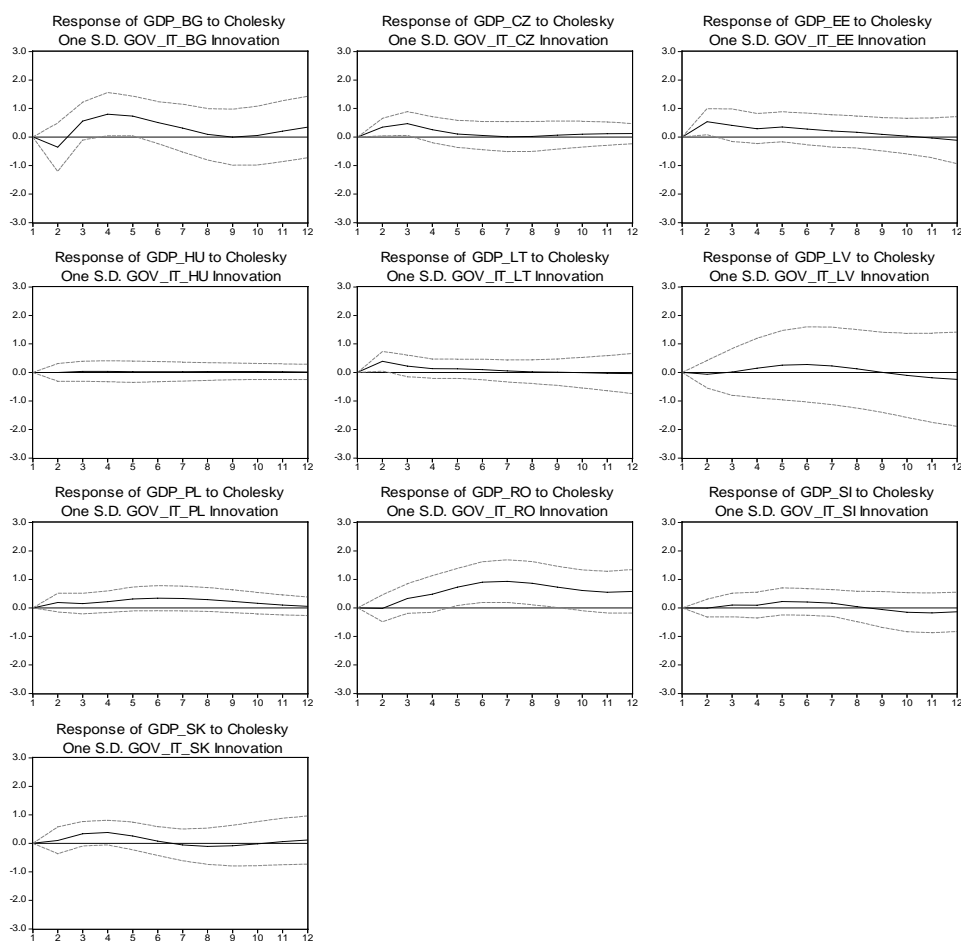 Response of GDP_BG to Cholesky
One S.D. GOV_IT_BG Innovation
3.0
2.0
1.0
0.0
-1.0
-2.0
-3.0
1 2 3 4 5 6 7 8 9 10 11 12
Response of GDP_CZ to Cholesky
One S.D. GOV_IT_CZ Innovation
3.0
2.0
1.0
0.0
-1.0
-2.0
-3.0
1 2 3 4 5 6 7 8 9 10 11 12
Response of GDP_EE to Cholesky
One S.D. GOV_IT_EE Innovation
3.0
2.0
1.0
0.0
-1.0
-2.0
-3.0
1 2 3 4 5 6 7 8 9 10 11 12
Response of GDP_HU to Cholesky
One S.D. GOV_IT_HU Innovation
3.0
2.0
1.0
0.0
-1.0
-2.0
-3.0
1 2 3 4 5 6 7 8 9 10 11 12
Response of GDP_LT to Cholesky
One S.D. GOV_IT_LT Innovation
3.0
2.0
1.0
0.0
-1.0
-2.0
-3.0
1 2 3 4 5 6 7 8 9 10 11 12
Response of GDP_LV to Cholesky
One S.D. GOV_IT_LV Innovation
3.0
2.0
1.0
0.0
-1.0
-2.0
-3.0
1 2 3 4 5 6 7 8 9 10 11 12
Response of GDP_PL to Cholesky
One S.D. GOV_IT_PL Innovation
3.0
2.0
1.0
0.0
-1.0
-2.0
-3.0
1 2 3 4 5 6 7 8 9 10 11 12
Response of GDP_RO to Cholesky
One S.D. GOV_IT_RO Innovation
3.0
2.0
1.0
0.0
-1.0
-2.0
-3.0
1 2 3 4 5 6 7 8 9 10 11 12
Response of GDP_SI to Cholesky
One S.D. GOV_IT_SI Innovation
3.0
2.0
1.0
0.0
-1.0
-2.0
-3.0
1 2 3 4 5 6 7 8 9 10 11 12
Response of GDP_SK to Cholesky
One S.D. GOV_IT_SK Innovation
3.0
2.0
1.0
0.0
-1.0
-2.0
-3.0
1 2 3 4 5 6 7 8 9 10 11 12